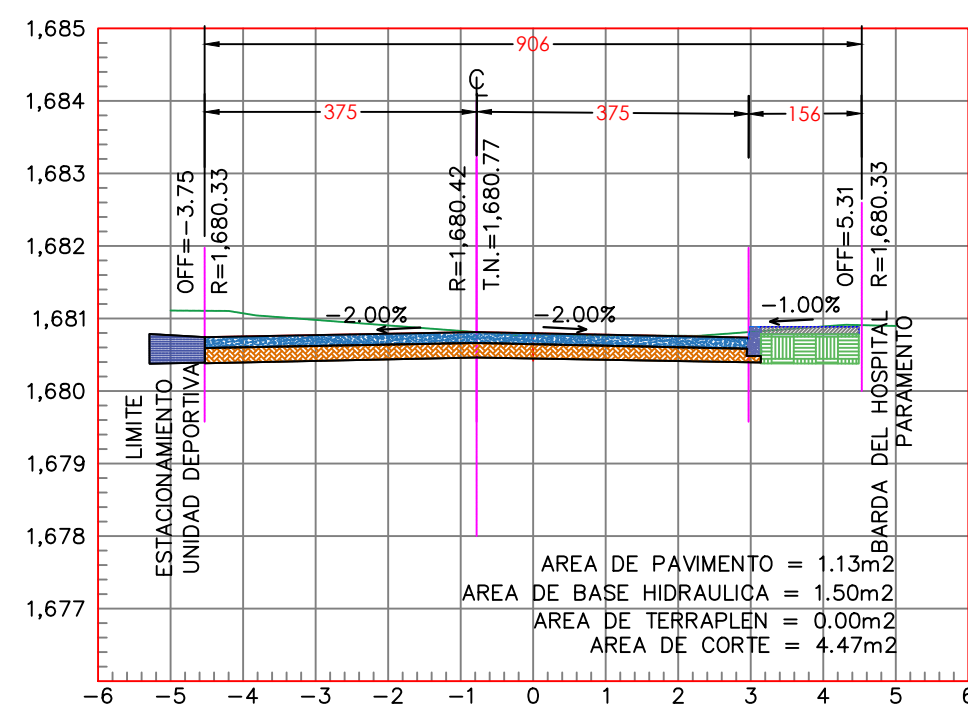 1,685
1,684
1,683
1,682
1,681
1,680
1,679
1,678
1,677
906
℄
375
375
156
OFF=-3.75
R=1,680.33
R=1,680.42
T.N.=1,680.77
OFF=5.31
R=1,680.33
-2.00%
-2.00%
-1.00%
LIMITE
ESTACIONAMIENTO
UNIDAD DEPORTIVA
BARDA DEL HOSPITAL
PARAMENTO
AREA DE PAVIMENTO = 1.13m2
AREA DE BASE HIDRAULICA = 1.50m2
AREA DE TERRAPLEN = 0.00m2
AREA DE CORTE = 4.47m2
-6 -5 -4 -3 -2 -1 0 1 2 3 4 5 6